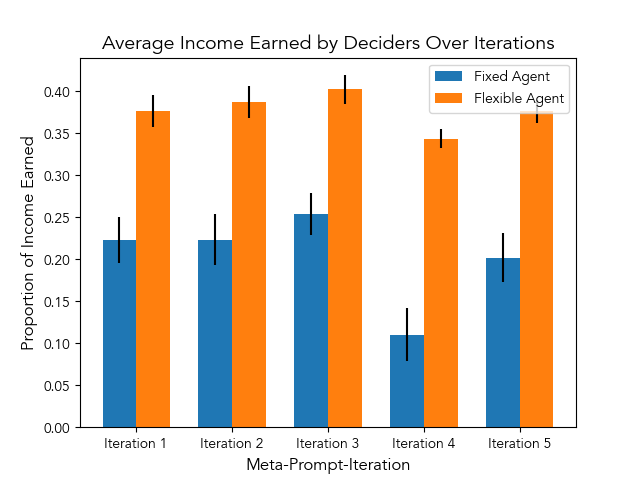 Average Income Earned by Deciders Over Iterations
Fixed Agent
Flexible Agent
Proportion of Income Earned
0.40
0.35
0.30
0.25
0.20
0.15
0.10
0.05
0.00
Iteration 1
Iteration 2
Iteration 3
Iteration 4
Iteration 5
Meta-Prompt-Iteration